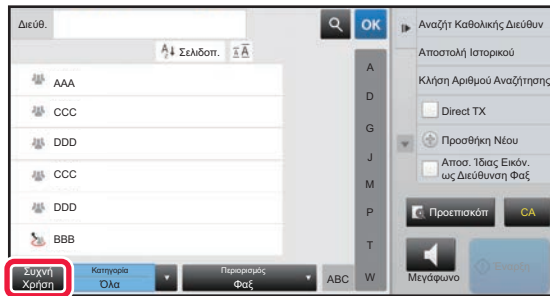 Διεύθ.
OK
Σελιδοπ.
AAA
CCC
DDD
CCC
DDD
BBB
A
D
G
J
M
P
T
W
Συχνή
Χρήση
Κατηγορία
Όλα
Περιορισμός
Φαξ
ABC
Αναζήτ Καθολικής Διεύθυν
Αποστολή Ιστορικού
Κλήση Αριθμού Αναζήτησης
Direct TX
Προσθήκη Νέου
Αποσ. Ίδιας Εικόν.
ως Διεύθυνση Φαξ
Προεπισκόπ
CA
Μεγάφωνο
Έναρξη